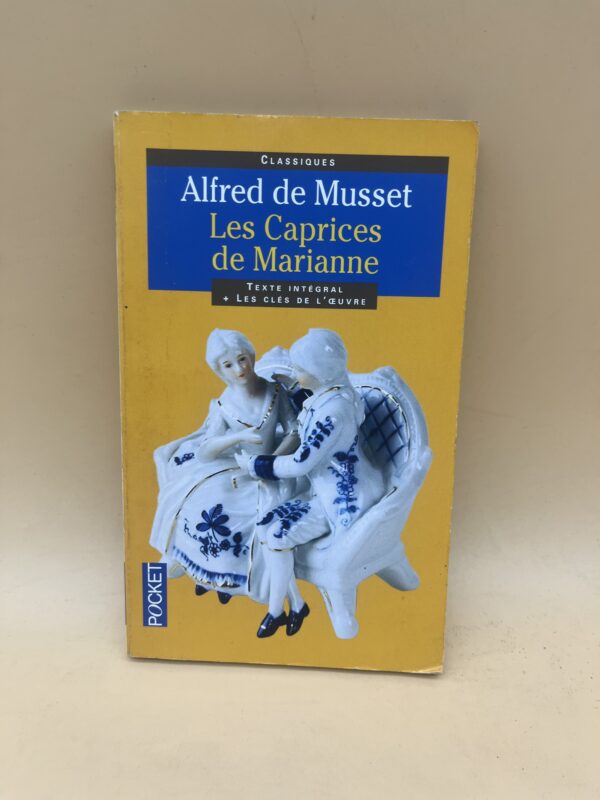 CLASSIQUES
Alfred de Musset
Les Caprices
de Marianne
TEXTE INTÉGRAL
+ LES CLÉS DE L'ŒUVRE
POCKET